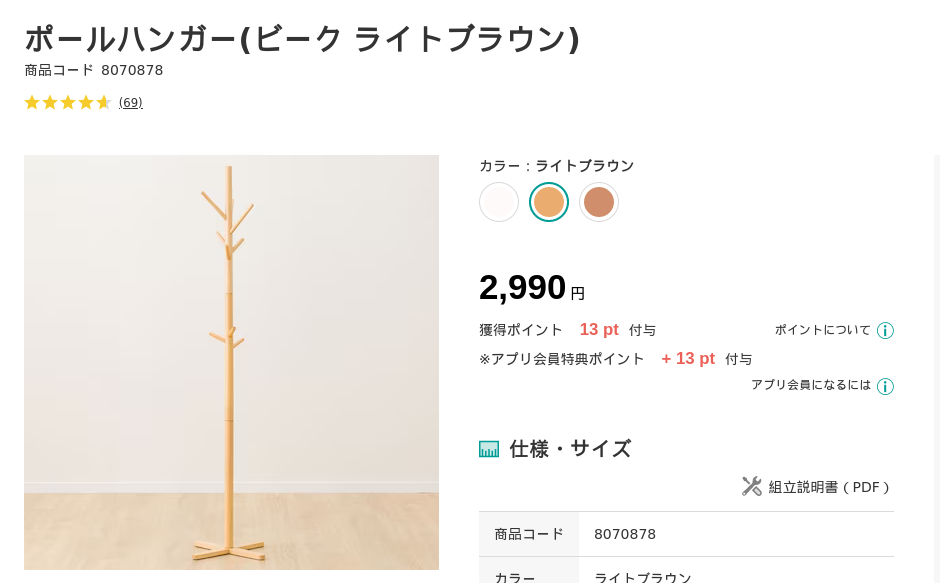 ポールハンガー(ビーク ライトブラウン)
商品コード 8070878
(69)
カラー：ライトブラウン
2,990 円
獲得ポイント 13 pt 付与
ポイントについて
※アプリ会員特典ポイント + 13 pt 付与
アプリ会員になるには
仕様・サイズ
組立説明書 ( PDF )
商品コード 8070878
カラー ライトブラウン